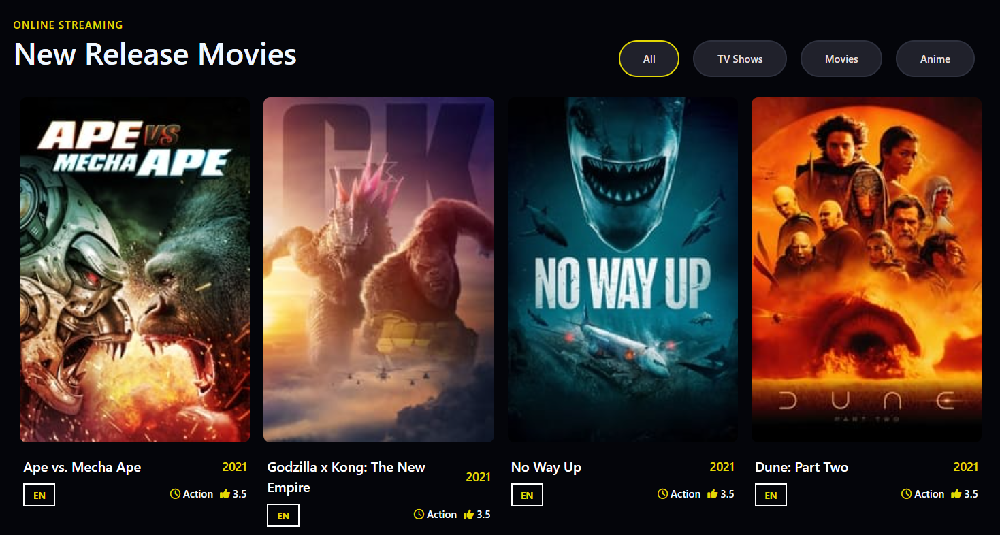 ONLINE STREAMING
New Release Movies
All
TV Shows
Movies
Anime
APE VS
MECHA APE
GK
NO WAY UP
DUNE
PART TWO
Ape vs. Mecha Ape
2021
EN
Action
3.5
Godzilla x Kong: The New
Empire
2021
EN
Action
3.5
No Way Up
2021
EN
Action
3.5
Dune: Part Two
2021
EN
Action
3.5